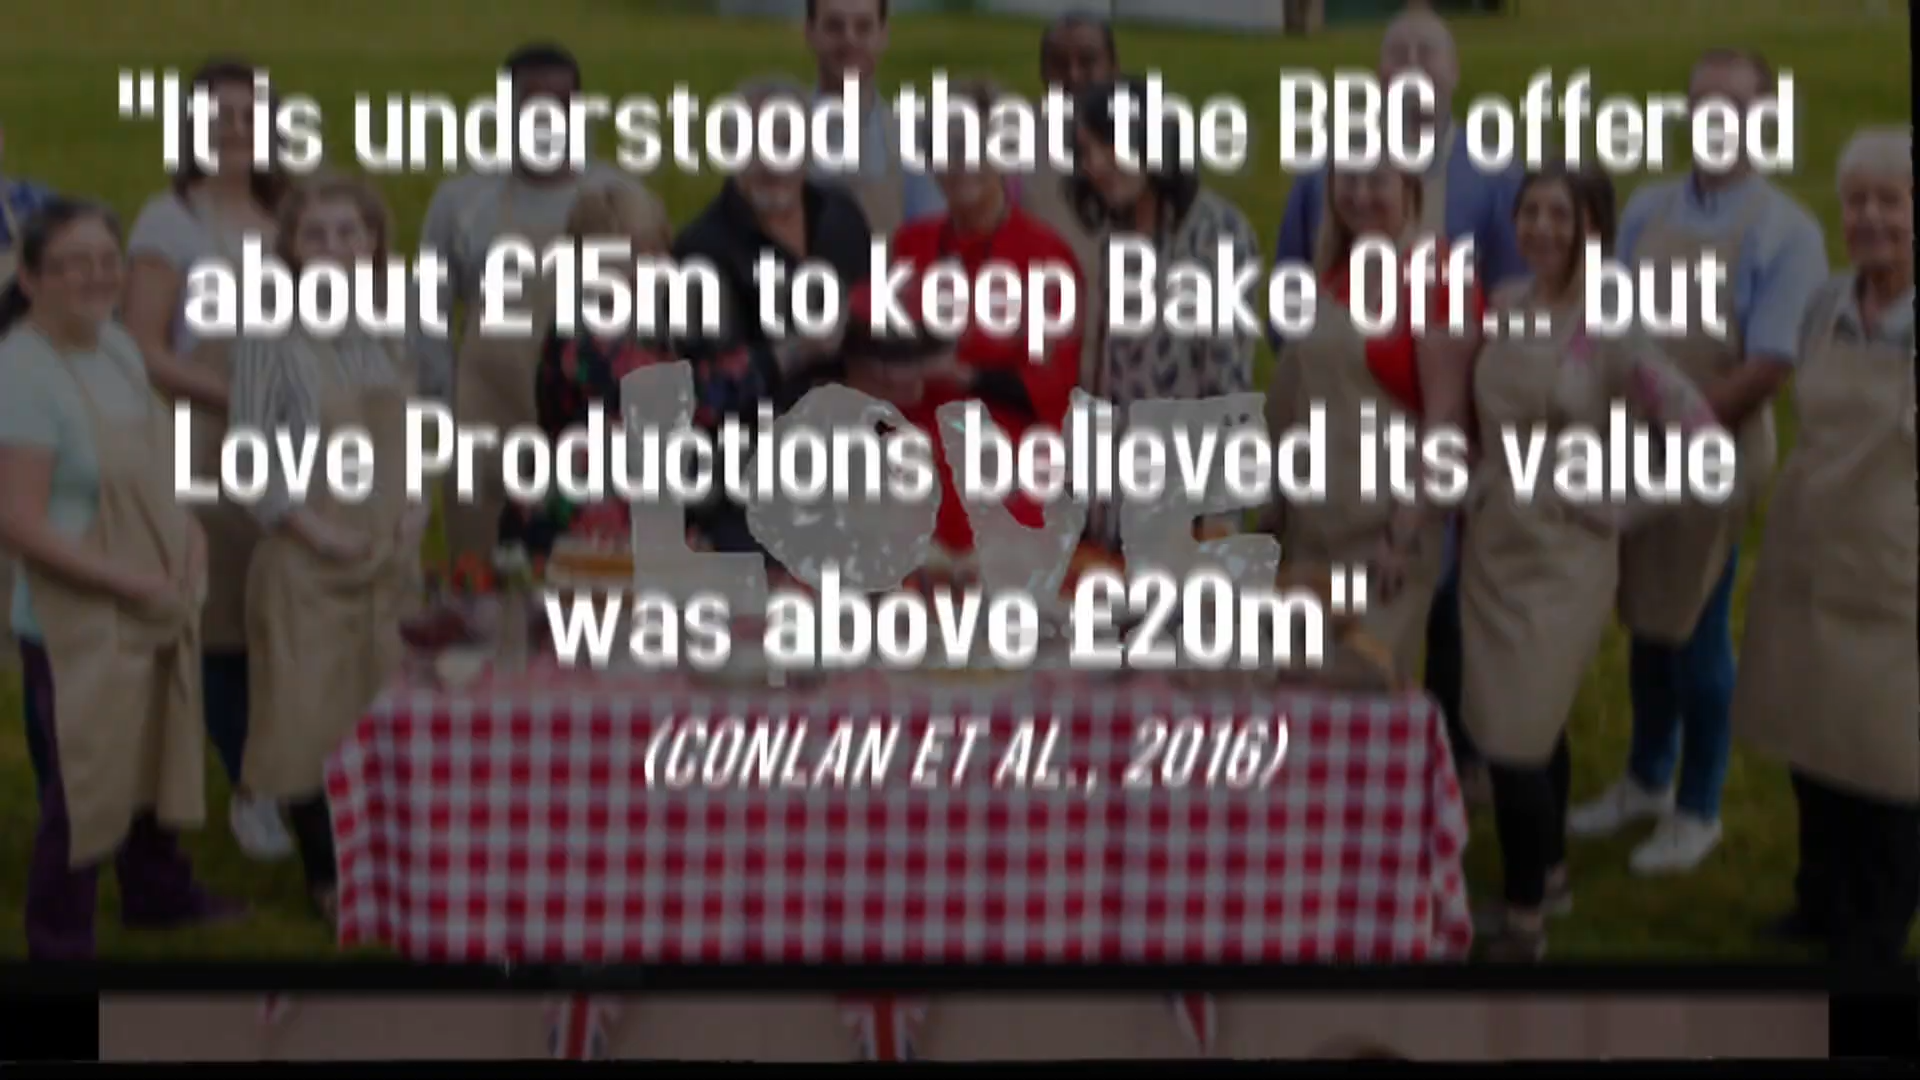 "It is understood that the BBC offered
about £15m to keep Bake Off... but
Love Productions believed its value
was above £20m"
(CONLAN ET AL., 2016)
LOVE